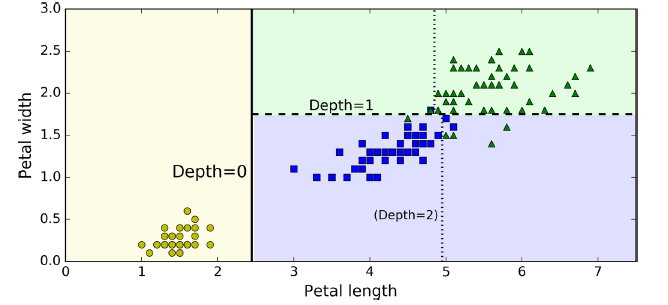 3.0
2.5
2.0
1.5
1.0
0.5
0.0
Petal width
Depth=1
Depth=0
(Depth=2)
0 1 2 3 4 5 6 7
Petal length